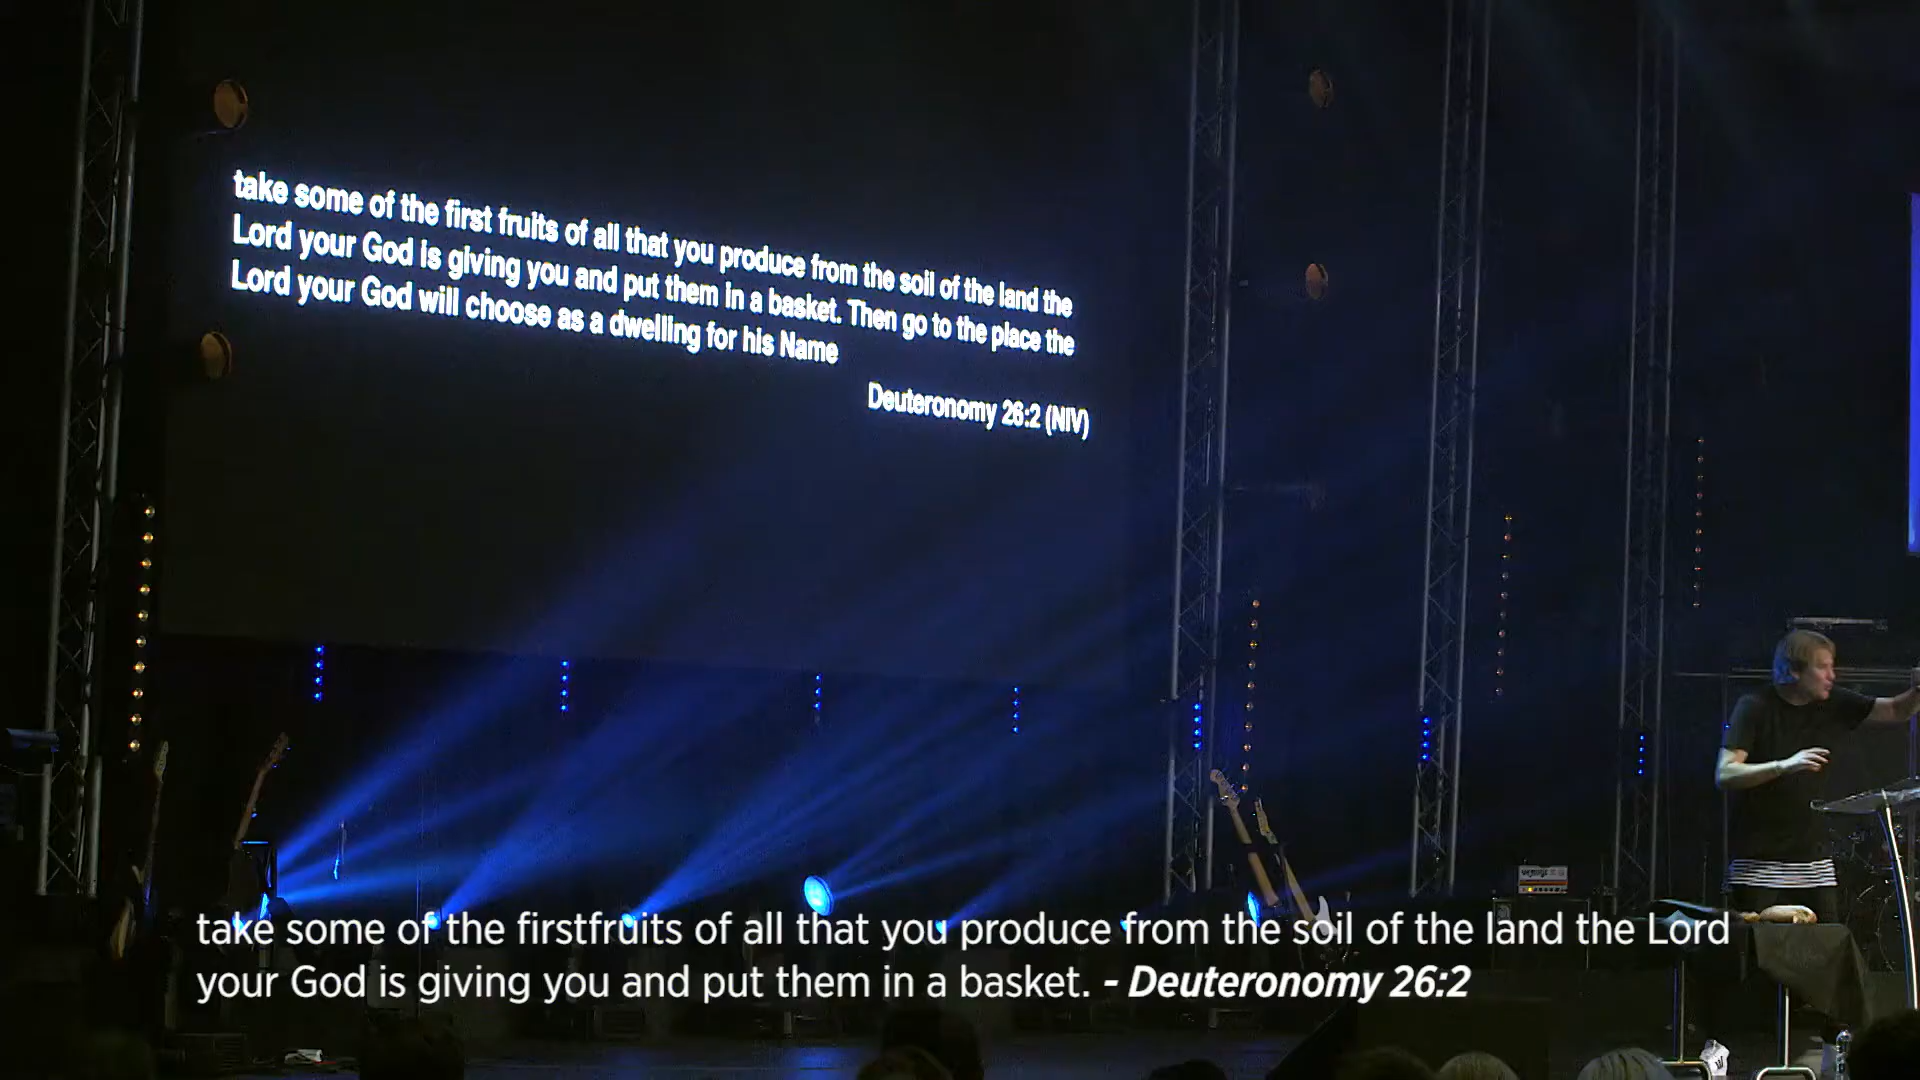 take some of the first fruits of all that you produce from the soil of the land the
Lord your God is giving you and put them in a basket. Then go to the place the
Lord your God will choose as a dwelling for his Name
Deuteronomy 26:2 (NIV)
take some of the firstfruits of all that you produce from the soil of the land the Lord
your God is giving you and put them in a basket. - Deuteronomy 26:2